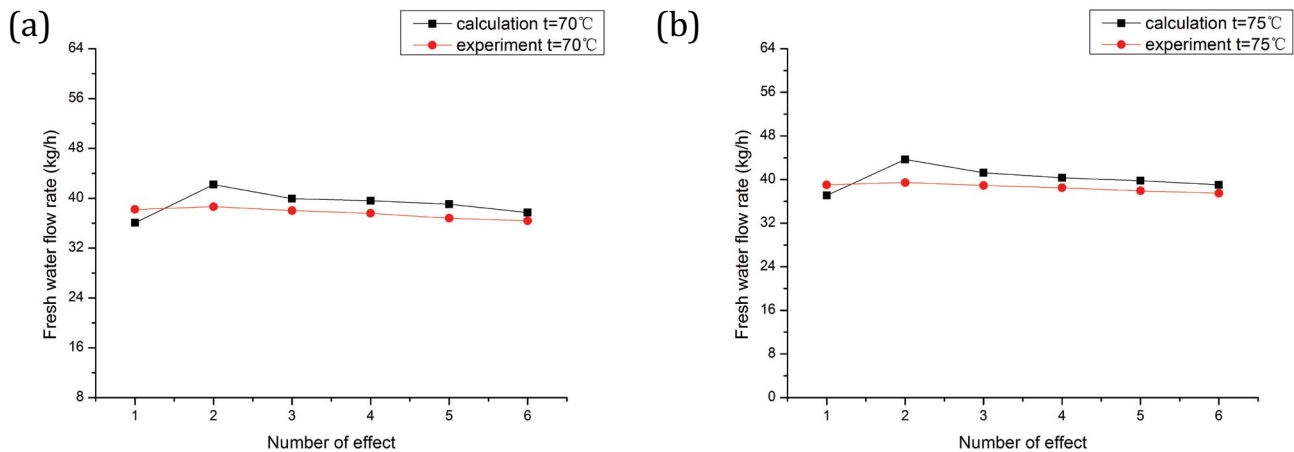 (a)
calculation t=70℃
experiment t=70℃
64
56
48
40
32
24
16
8
Fresh water flow rate (kg/h)
1 2 3 4 5 6
Number of effect
(b)
calculation t=75℃
experiment t=75℃
64
56
48
40
32
24
16
8
0
Fresh water flow rate (kg/h)
1 2 3 4 5 6
Number of effect